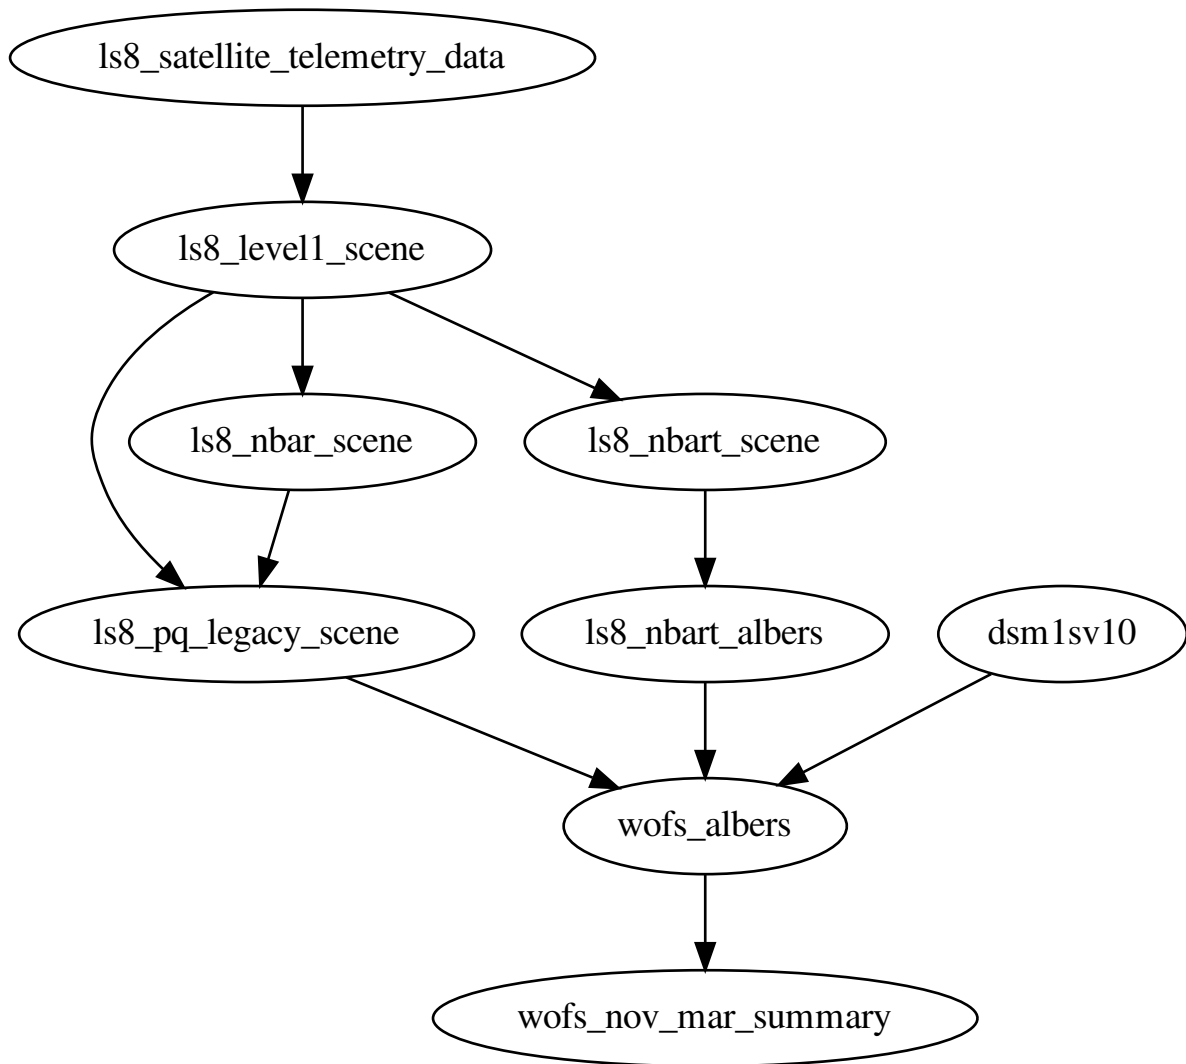 ls8_satellite_telemetry_data
ls8_level1_scene
ls8_nbar_scene
ls8_nbart_scene
ls8_pq_legacy_scene
ls8_nbart_albers
dsm1sv10
wofs_albers
wofs_nov_mar_summary